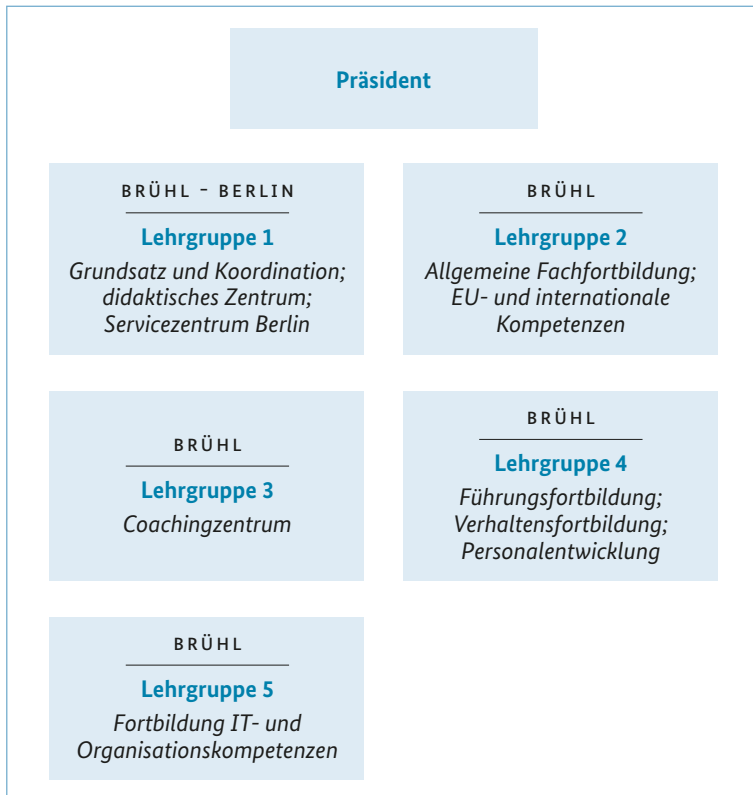 Präsident
BRÜHL – BERLIN
Lehrgruppe 1
Grundsatz und Koordination;
didaktisches Zentrum;
Servicezentrum Berlin
BRÜHL
Lehrgruppe 2
Allgemeine Fachfortbildung;
EU- und internationale
Kompetenzen
BRÜHL
Lehrgruppe 3
Coachingzentrum
BRÜHL
Lehrgruppe 4
Führungsfortbildung;
Verhaltensfortbildung;
Personalentwicklung
BRÜHL
Lehrgruppe 5
Fortbildung IT- und
Organisationskompetenzen